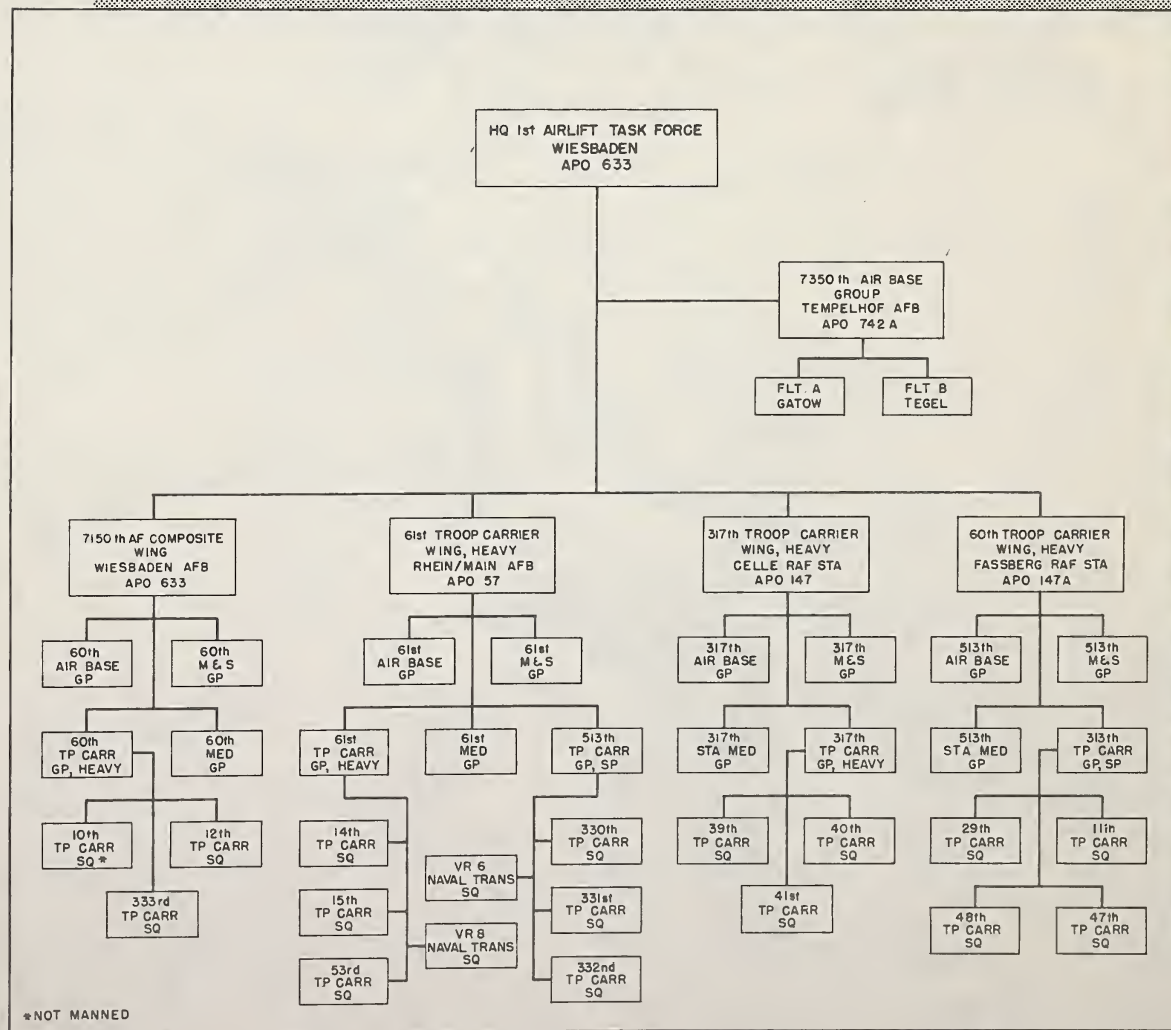 HQ 1st AIRLIFT TASK FORCE
WIESBADEN
APO 633
7350th AIR BASE
GROUP
TEMPELHOF AFB
APO 742 A
FLT. A
GATOW
FLT B
TEGEL
7150th AF COMPOSITE
WING
WIESBADEN AFB
APO 633
61st TROOP CARRIER
WING, HEAVY
RHEIN/MAIN AFB
APO 57
317th TROOP CARRIER
WING, HEAVY
CELLE RAF STA
APO 147
60th TROOP CARRIER
WING, HEAVY
FASSBERG RAF STA
APO 147A
60th
AIR BASE
GP
60th
M & S
GP
61st
AIR BASE
GP
61st
M & S
GP
317th
AIR BASE
GP
317th
M&S
GP
513th
AIR BASE
GP
513th
M&S
GP
60th
TP CARR
GP, HEAVY
60th
MED
GP
61st
TP CARR
GP, HEAVY
61st
MED
GP
513th
TP CARR
GP, SP
317th
STA MED
GP
317th
TP CARR
GP, HEAVY
513th
STA MED
GP
313th
TP CARR
GP, SP
10th
TP CARR
SQ *
12th
TP CARR
SQ
333rd
TP CARR
SQ
14th
TP CARR
SQ
15th
TP CARR
SQ
53rd
TP CARR
SQ
VR 6
NAVAL TRANS
SQ
VR 8
NAVAL TRANS
SQ
330th
TP CARR
SQ
331st
TP CARR
SQ
332nd
TP CARR
SQ
39th
TP CARR
SQ
40th
TP CARR
SQ
41st
TP CARR
SQ
29th
TP CARR
SQ
11th
TP CARR
SQ
48th
TP CARR
SQ
47th
TP CARR
SQ
*NOT MANNED